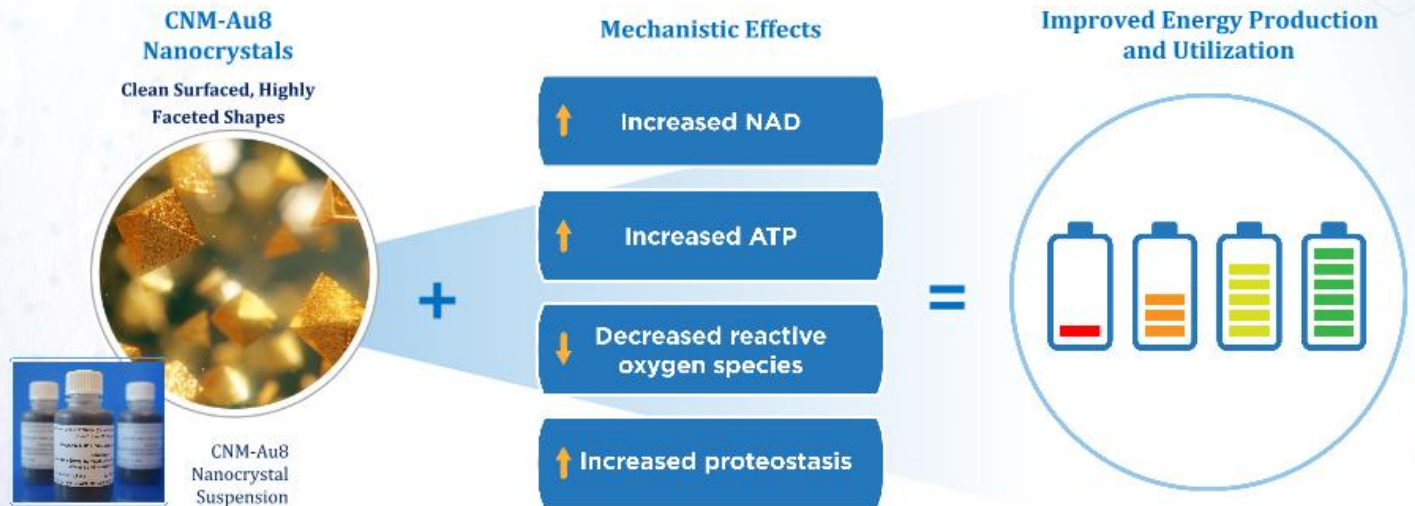 CNM-Au8
Nanocrystals
Clean Surfaced, Highly
Faceted Shapes
CNM-Au8
Nanocrystal
Suspension
+
Mechanistic Effects
Increased NAD
Increased ATP
Decreased reactive
oxygen species
Increased proteostasis
=
Improved Energy Production
and Utilization